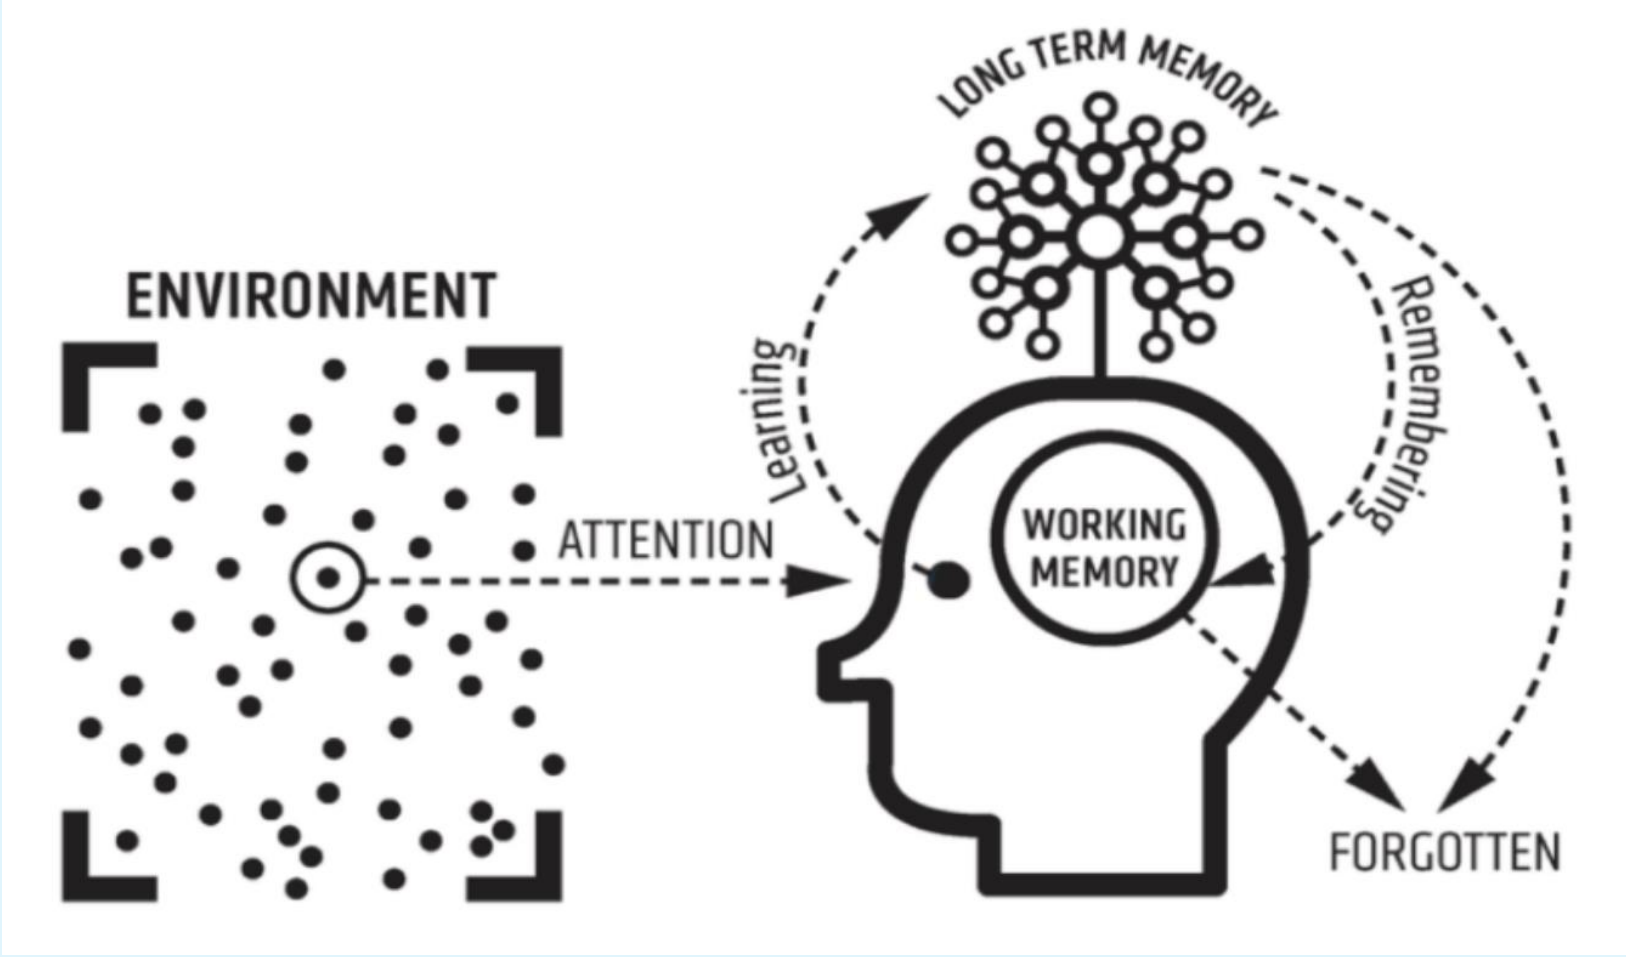 LONG TERM MEMORY
ENVIRONMENT
Learning
Remembering
ATTENTION
WORKING
MEMORY
FORGOTTEN